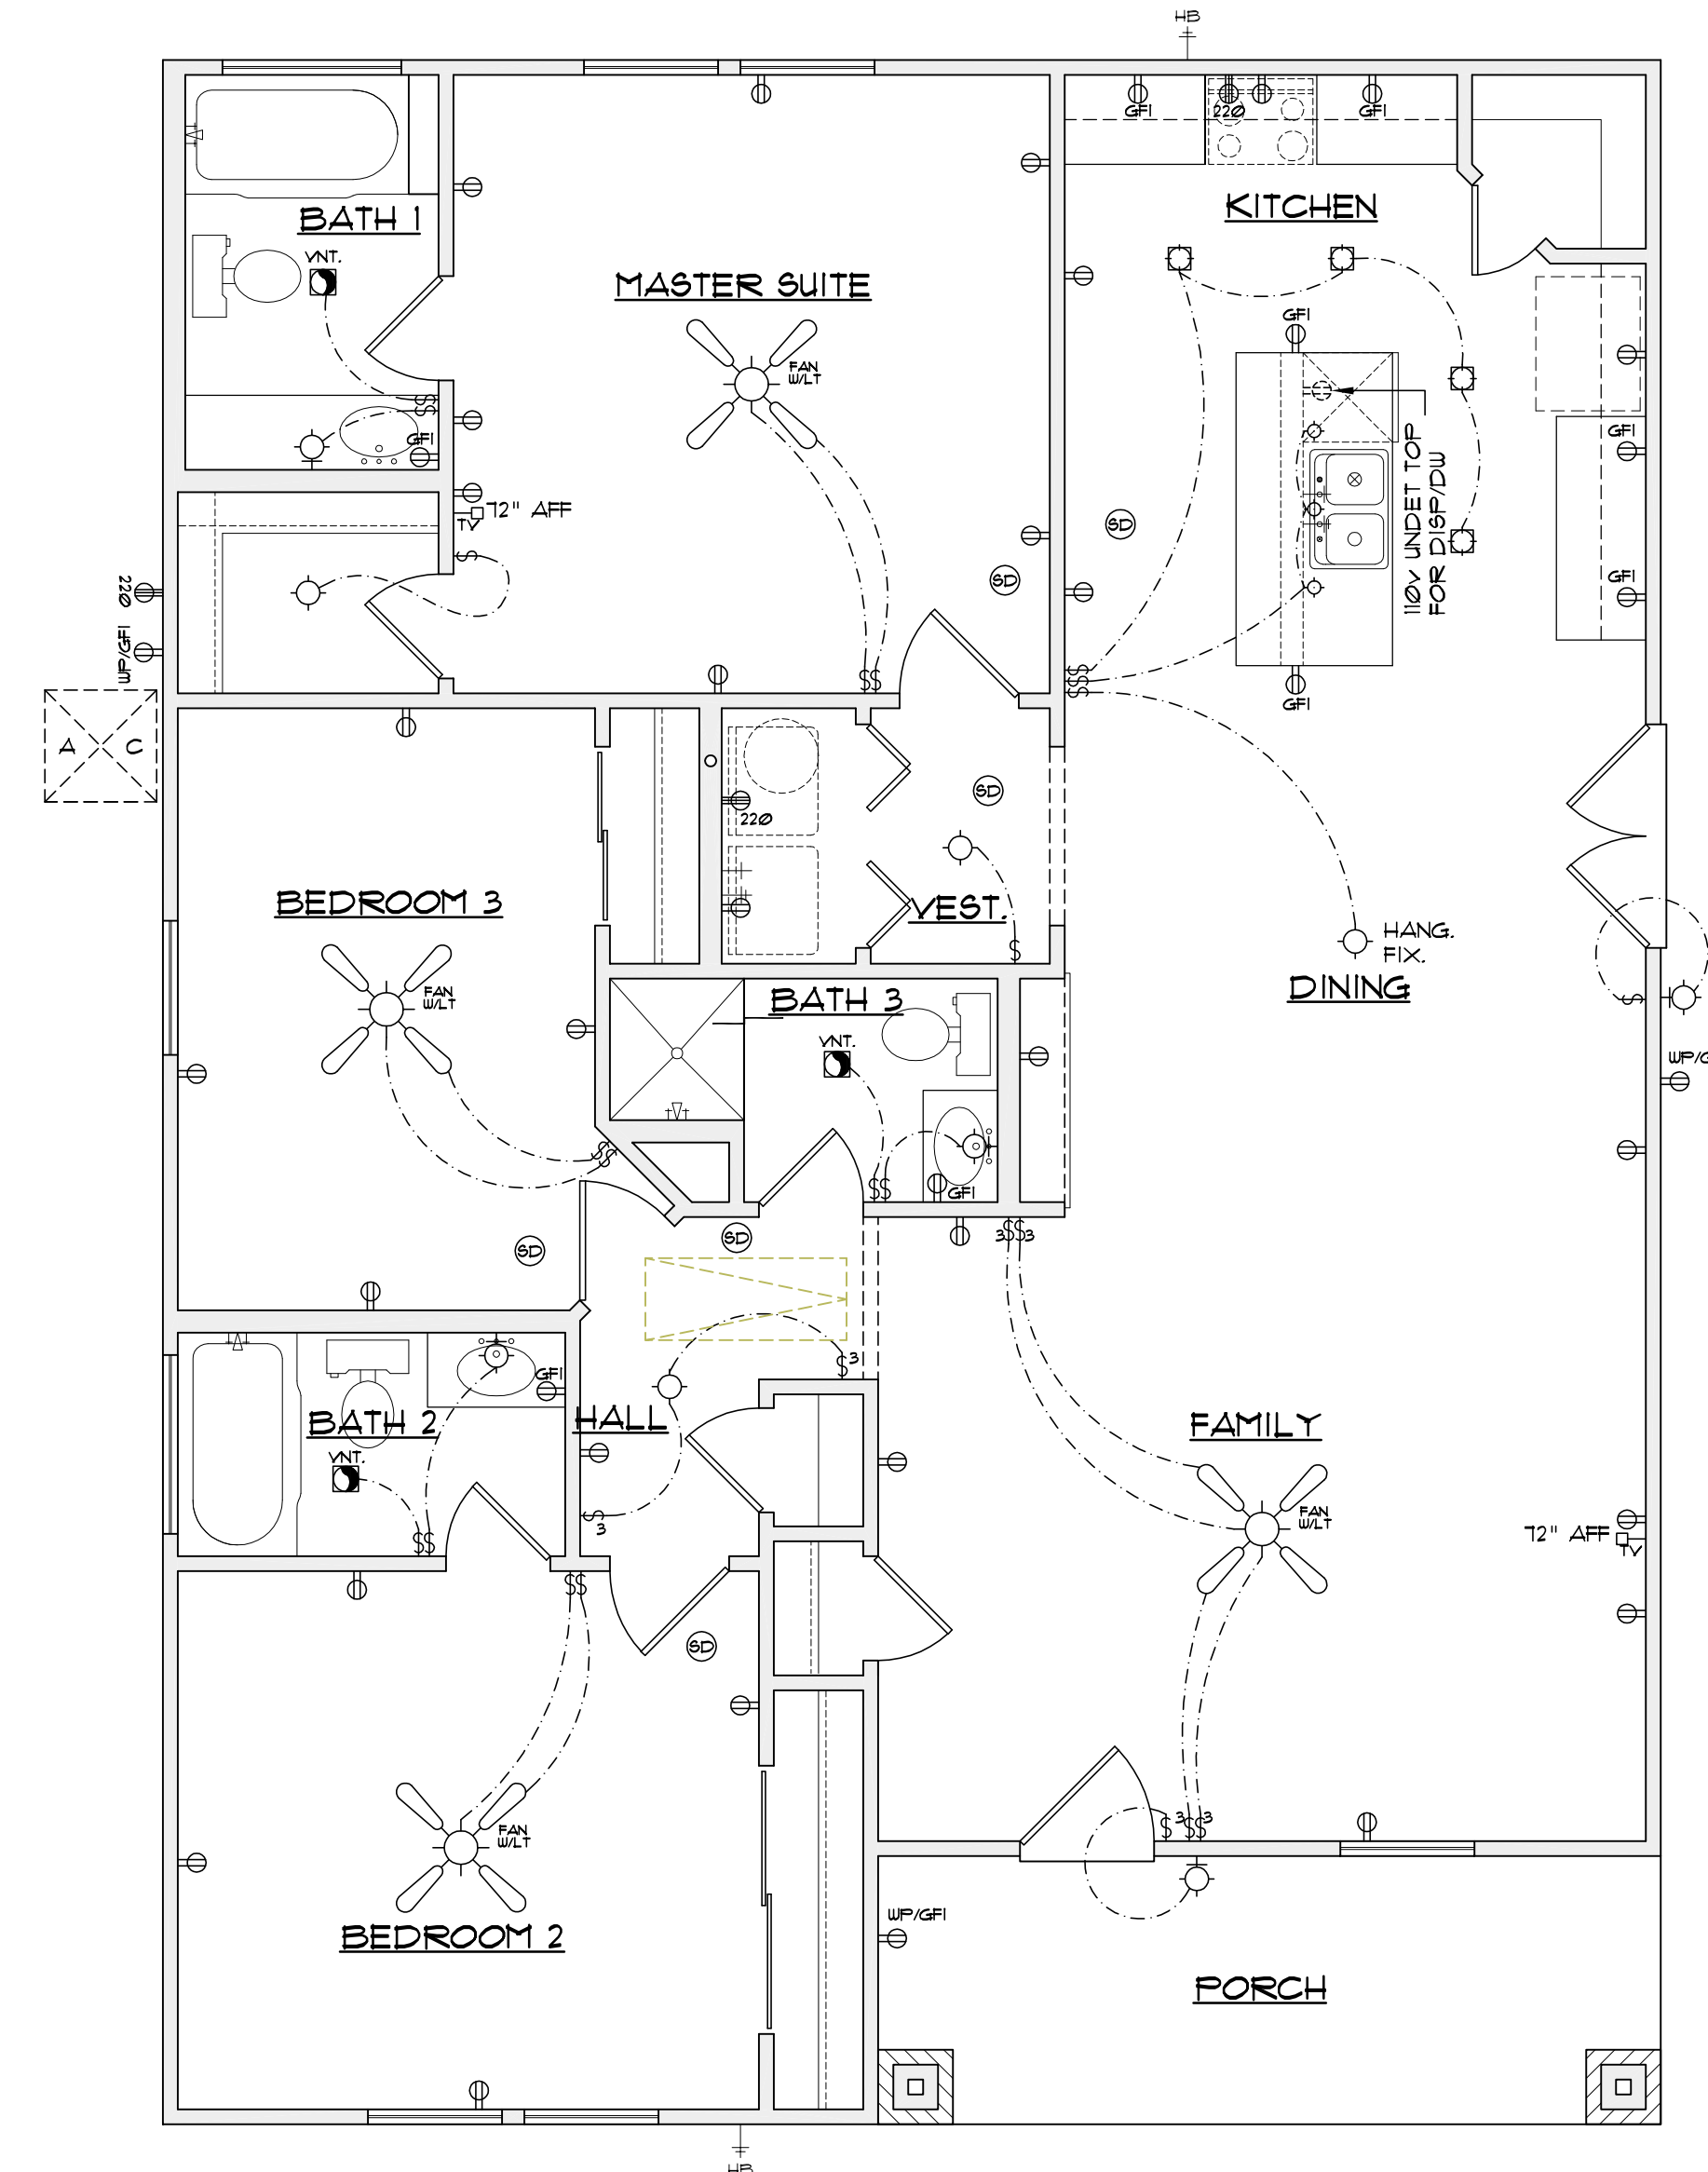 HB
GFI
220
GFI
KITCHEN
BATH 1
VNT.
MASTER SUITE
FAN
W/LT
GFI
GFI
GFI
110v UNDET TOP
FOR DISP/DW
GFI
72" AFF
TV
SD
SD
220
WP/GFI
GFI
GFI
A C
SD
220
BEDROOM 3
VEST.
HANG.
FIX.
DINING
FAN
W/LT
BATH 3
VNT.
WP/G
GFI
SD
3 3
SD
3
GFI
HALL
BATH 2
VNT.
3
FAMILY
FAN
W/LT
72" AFF
TV
SD
3 3
FAN
W/LT
BEDROOM 2
WP/GFI
PORCH
HB